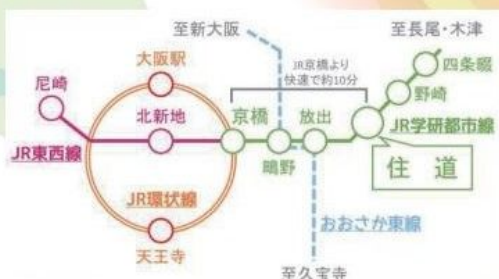 至新大阪
至長尾・木津
大阪駅
JR京橋より
快速で約10分
四条畷
尼崎
野崎
北新地
京橋
放出
JR学研都市線
JR東西線
鴫野
住 道
JR環状線
おおさか東線
天王寺
至久宝寺